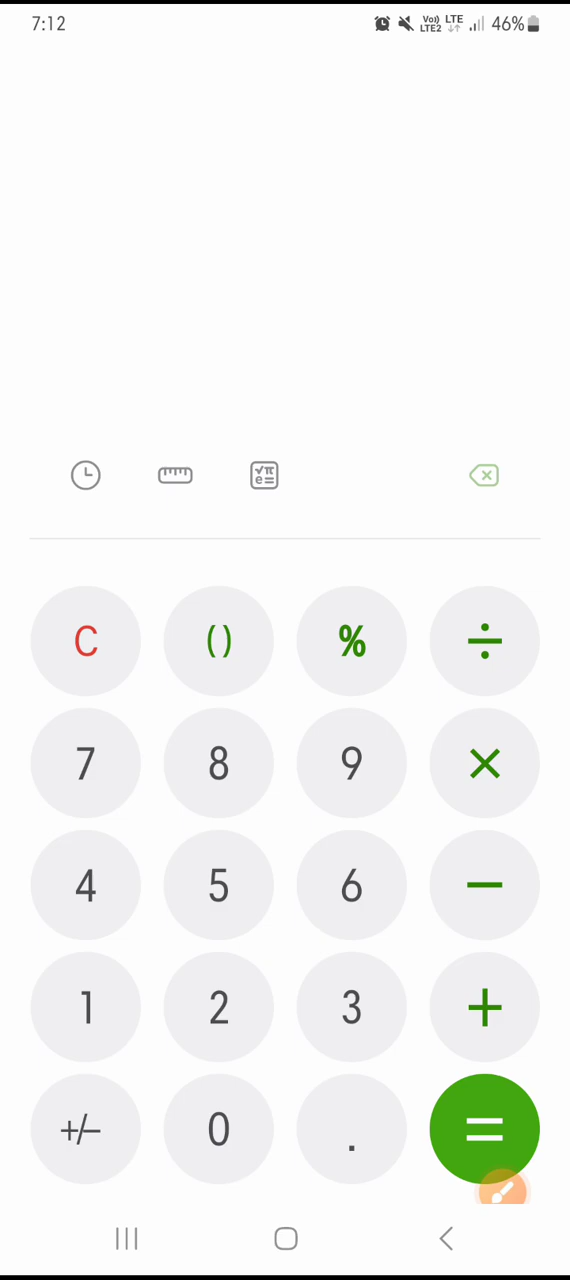 7:12 Vo)) LTE2 LTE 46%
√π
e=
C () % ÷
7 8 9 ×
4 5 6 −
1 2 3 +
+/− 0 . =